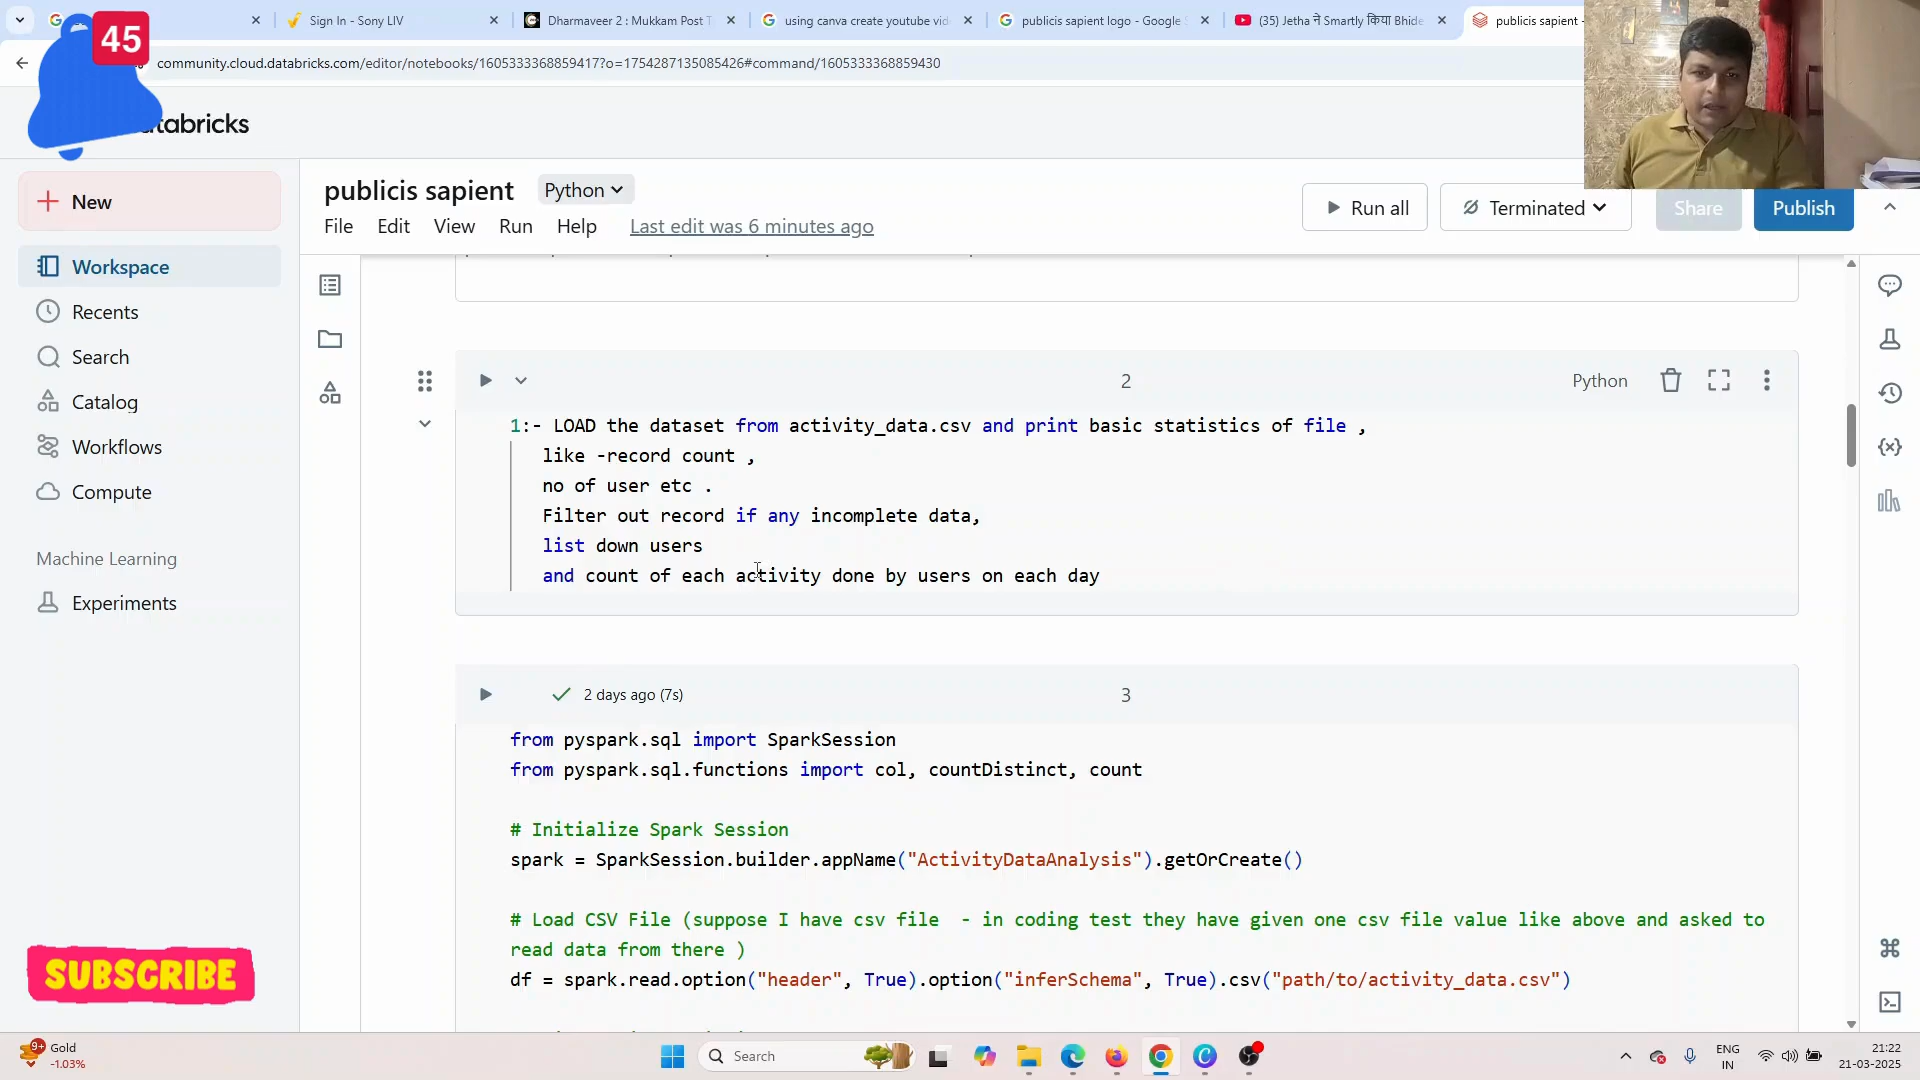 Sign In - Sony LIV
Dharmaveer 2 : Mukkam Post T
using canva create youtube vid
publicis sapient logo - Google S
(35) Jetha ने Smartly किया Bhide
publicis sapient -
45
community.cloud.databricks.com/editor/notebooks/1605333368859417?o=1754287135085426#command/1605333368859430
atabricks
New
publicis sapient
Python
Run all
Terminated
Share
Publish
File
Edit
View
Run
Help
Last edit was 6 minutes ago
Workspace
Recents
Search
Catalog
Workflows
Compute
Machine Learning
Experiments
2
Python
1:- LOAD the dataset from activity_data.csv and print basic statistics of file ,
like -record count ,
no of user etc .
Filter out record if any incomplete data,
list down users
and count of each activity done by users on each day
2 days ago (7s)
3
from pyspark.sql import SparkSession
from pyspark.sql.functions import col, countDistinct, count
# Initialize Spark Session
spark = SparkSession.builder.appName("ActivityDataAnalysis").getOrCreate()
# Load CSV File (suppose I have csv file  - in coding test they have given one csv file value like above and asked to
read data from there )
df = spark.read.option("header", True).option("inferSchema", True).csv("path/to/activity_data.csv")
SUBSCRIBE
9+
Gold
-1.03%
Search
ENG
IN
21:22
21-03-2025